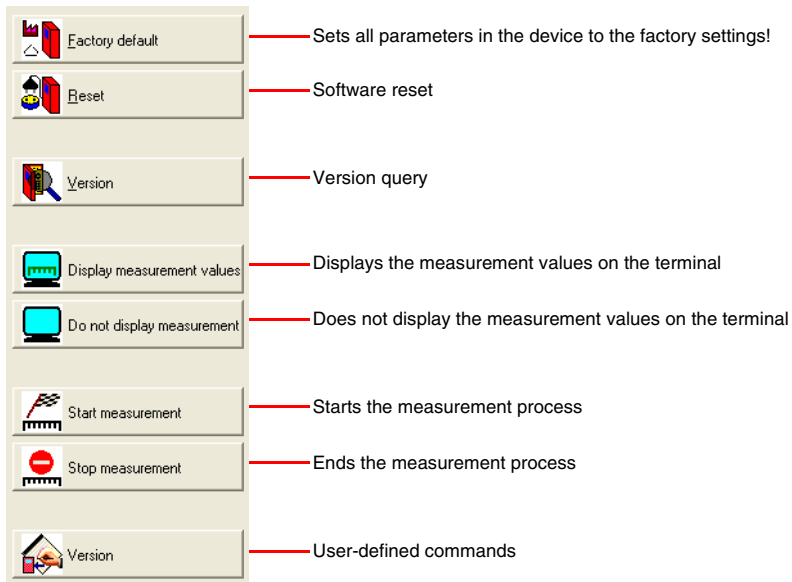 Factory default
Sets all parameters in the device to the factory settings!
Reset
Software reset
Version
Version query
Display measurement values
Displays the measurement values on the terminal
Do not display measurement
Does not display the measurement values on the terminal
Start measurement
Starts the measurement process
Stop measurement
Ends the measurement process
Version
User-defined commands